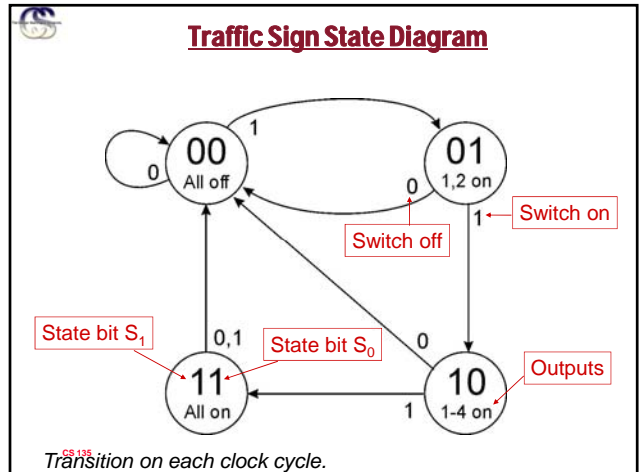 Traffic Sign State Diagram
1
00
All off
0
01
1,2 on
0
1
Switch on
Switch off
State bit S₁
0,1
State bit S₀
0
Outputs
11
All on
10
1-4 on
1
CS 135
Transition on each clock cycle.